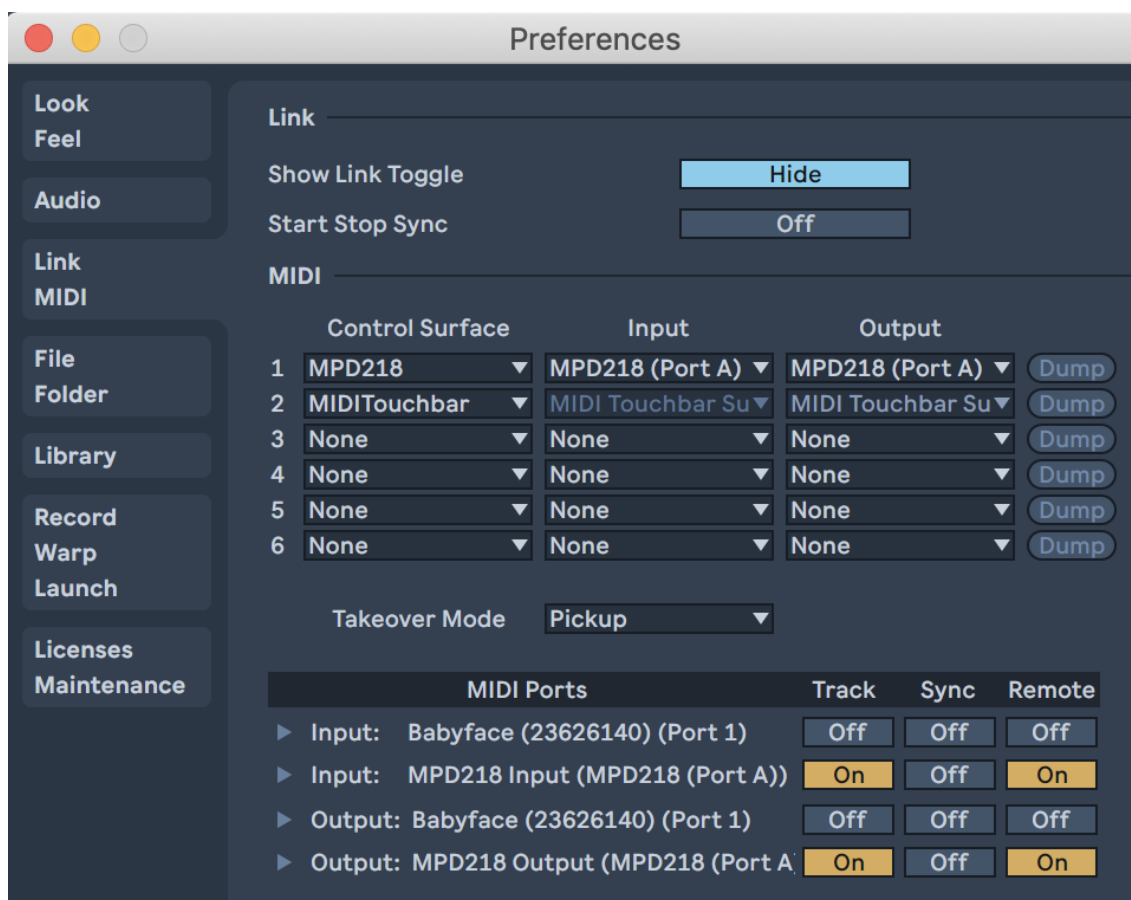 Preferences
Look
Feel
Audio
Link
MIDI
File
Folder
Library
Record
Warp
Launch
Licenses
Maintenance
Link
Show Link Toggle Hide
Start Stop Sync Off
MIDI
Control Surface Input Output
1 MPD218 MPD218 (Port A) MPD218 (Port A) Dump
2 MIDITouchbar MIDI Touchbar Su MIDI Touchbar Su Dump
3 None None None Dump
4 None None None Dump
5 None None None Dump
6 None None None Dump
Takeover Mode Pickup
MIDI Ports Track Sync Remote
Input: Babyface (23626140) (Port 1) Off Off Off
Input: MPD218 Input (MPD218 (Port A)) On Off On
Output: Babyface (23626140) (Port 1) Off Off Off
Output: MPD218 Output (MPD218 (Port A) On Off On